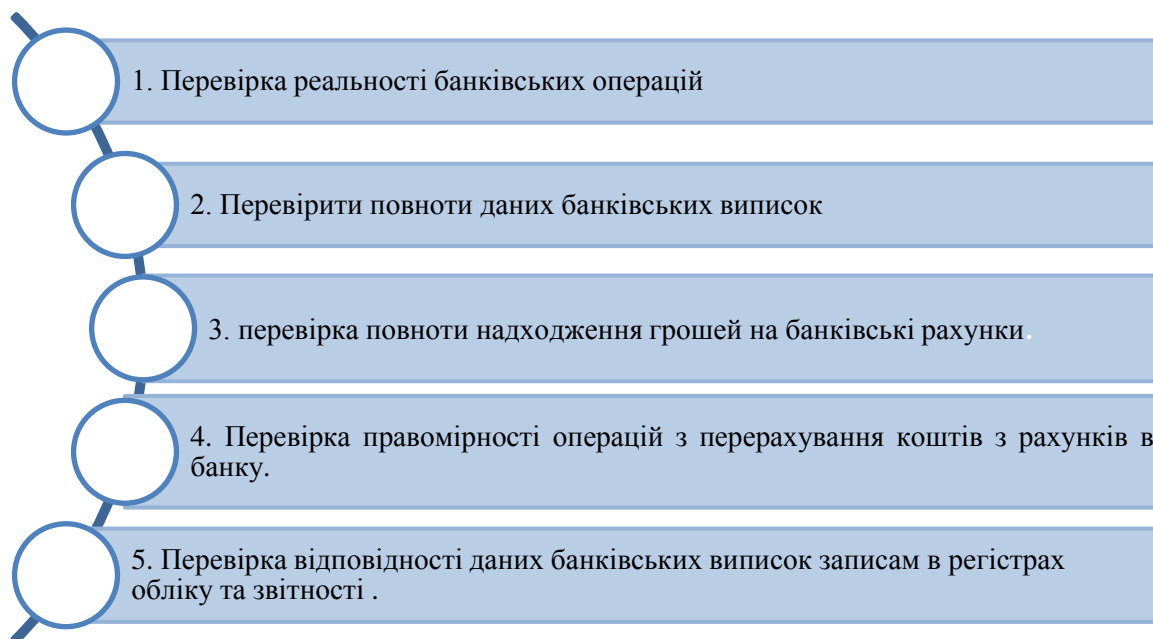 1. Перевірка реальності банківських операцій
2. Перевірити повноти даних банківських виписок
3. перевірка повноти надходження грошей на банківські рахунки.
4. Перевірка правомірності операцій з перерахування коштів з рахунків в
банку.
5. Перевірка відповідності даних банківських виписок записам в регістрах
обліку та звітності .